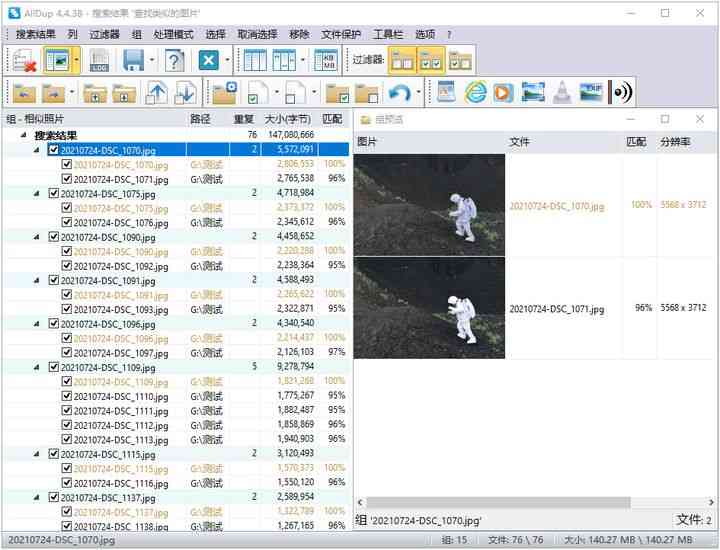 AllDup 4.4.38 - 搜索结果 '查找类似的图片'
搜索结果 列 过滤器 组 处理模式 选择 取消选择 移除 文件保护 工具栏 选项 ?
LOG KB MB 过滤器:
EXIF
组 - 相似照片 路径 重复 大小(字节) 匹配
搜索结果 76 147,080,666
20210724-DSC_1070.jpg 2 5,572,091
20210724-DSC_1070.jpg G:\测试 2,806,553 100%
20210724-DSC_1071.jpg G:\测试 2,765,538 96%
20210724-DSC_1075.jpg 2 4,718,984
20210724-DSC_1075.jpg G:\测试 2,373,372 100%
20210724-DSC_1076.jpg G:\测试 2,345,612 96%
20210724-DSC_1090.jpg 2 4,458,652
20210724-DSC_1090.jpg G:\测试 2,220,288 100%
20210724-DSC_1092.jpg G:\测试 2,238,364 95%
20210724-DSC_1091.jpg 2 4,588,493
20210724-DSC_1091.jpg G:\测试 2,265,622 100%
20210724-DSC_1093.jpg G:\测试 2,322,871 95%
20210724-DSC_1096.jpg 2 4,340,540
20210724-DSC_1096.jpg G:\测试 2,214,437 100%
20210724-DSC_1097.jpg G:\测试 2,126,103 97%
20210724-DSC_1109.jpg 5 9,278,794
20210724-DSC_1109.jpg G:\测试 1,821,268 100%
20210724-DSC_1110.jpg G:\测试 1,775,267 95%
20210724-DSC_1111.jpg G:\测试 1,882,487 95%
20210724-DSC_1112.jpg G:\测试 1,858,869 96%
20210724-DSC_1113.jpg G:\测试 1,940,903 96%
20210724-DSC_1115.jpg 2 3,120,493
20210724-DSC_1115.jpg G:\测试 1,570,373 100%
20210724-DSC_1116.jpg G:\测试 1,550,120 96%
20210724-DSC_1137.jpg 2 2,589,954
20210724-DSC_1137.jpg G:\测试 1,322,789 100%
20210724-DSC_1138.jpg G:\测试 1,267,165 96%
组预览
图片 文件 匹配 分辨率
20210724-DSC_1070.jpg 100% 5568 x 3712
20210724-DSC_1071.jpg 96% 5568 x 3712
组 '20210724-DSC_1070.jpg' 文件: 2
20210724-DSC_1070.jpg 组: 15 文件: 76 \ 76 大小: 140.27 MB \ 140.27 MB